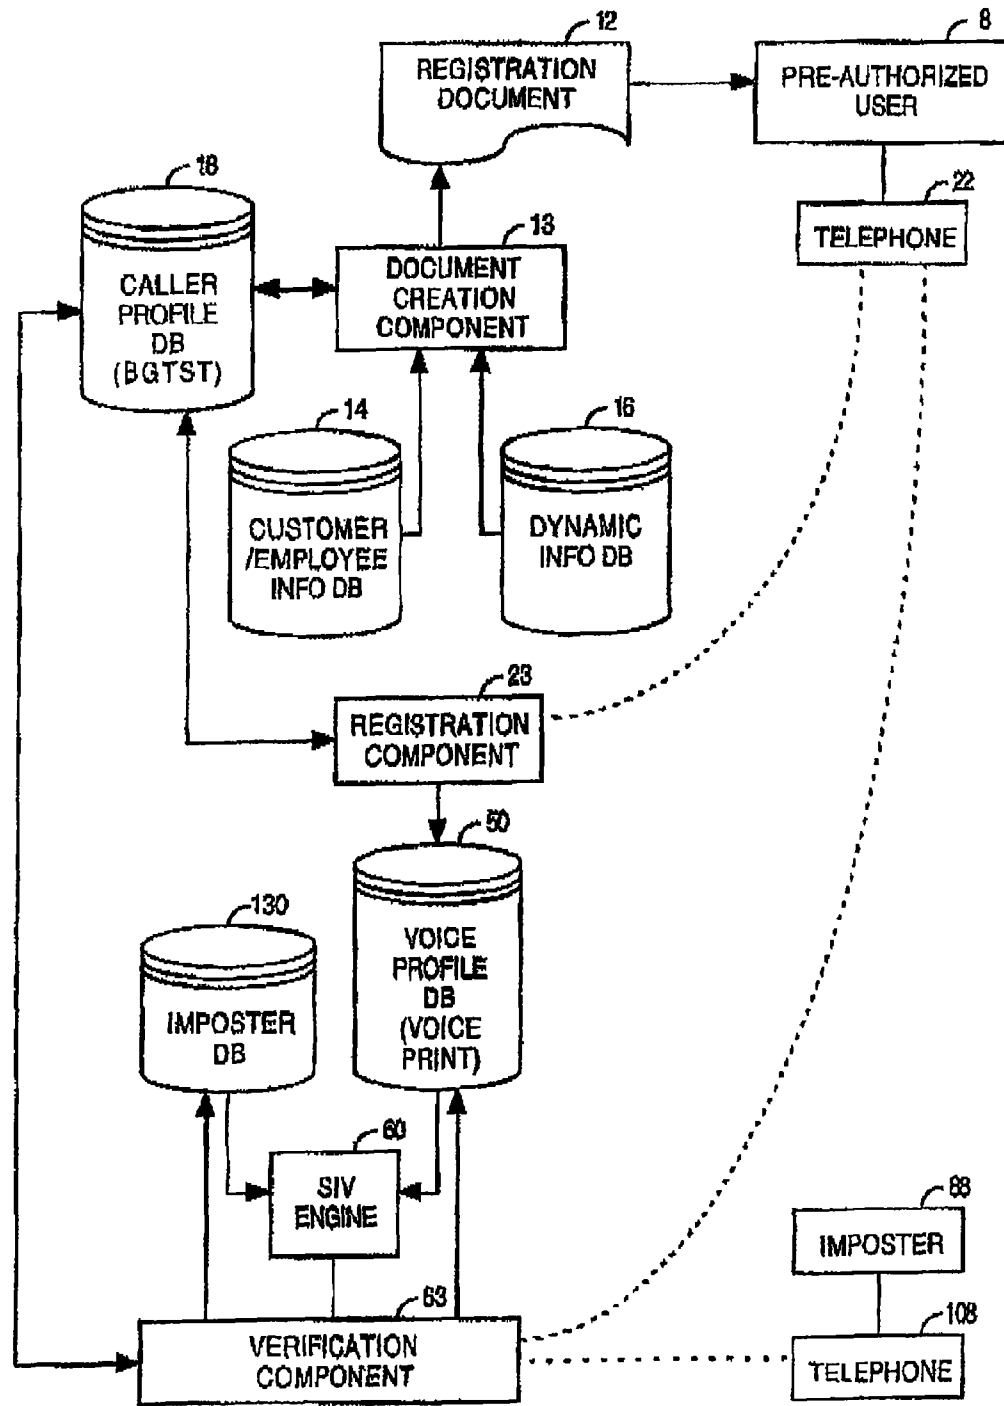 12
REGISTRATION
DOCUMENT
8
PRE-AUTHORIZED
USER
22
TELEPHONE
18
CALLER
PROFILE
DB
(BGTST)
13
DOCUMENT
CREATION
COMPONENT
14
CUSTOMER
/EMPLOYEE
INFO DB
16
DYNAMIC
INFO DB
23
REGISTRATION
COMPONENT
50
VOICE
PROFILE
DB
(VOICE
PRINT)
130
IMPOSTER
DB
60
SIV
ENGINE
63
VERIFICATION
COMPONENT
88
IMPOSTER
108
TELEPHONE